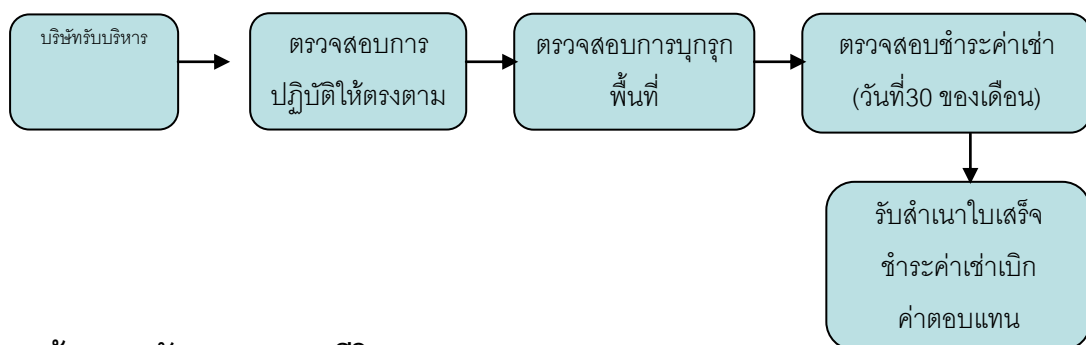 บริษัทรับบริหาร
ตรวจสอบการ
ปฏิบัติให้ตรงตาม
ตรวจสอบการบุกรุก
พื้นที่
ตรวจสอบชำระค่าเช่า
(วันที่30 ของเดือน)
รับสำเนาใบเสร็จ
ชำระค่าเช่าเบิก
ค่าตอบแทน